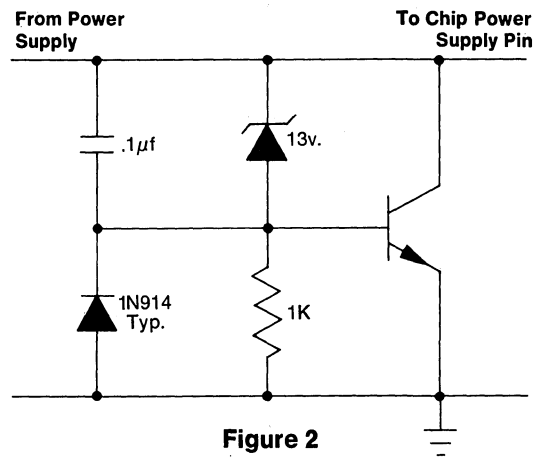 From Power
Supply
To Chip Power
Supply Pin
.1µf
13v.
1N914
Typ.
1K
Figure 2